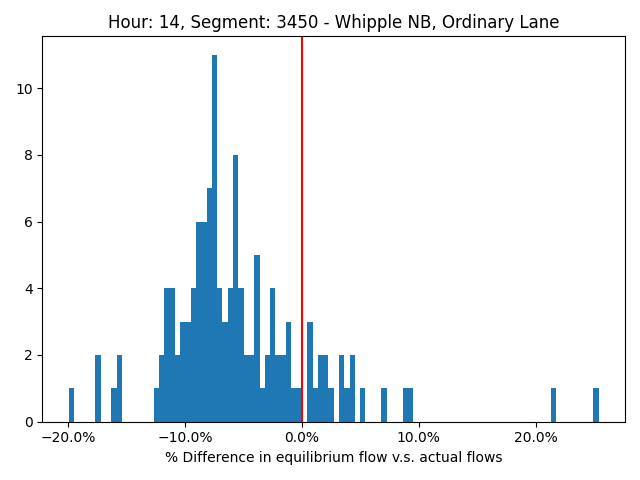 Hour: 14, Segment: 3450 - Whipple NB, Ordinary Lane
10
8
6
4
2
0
−20.0% −10.0% 0.0% 10.0% 20.0%
% Difference in equilibrium flow v.s. actual flows